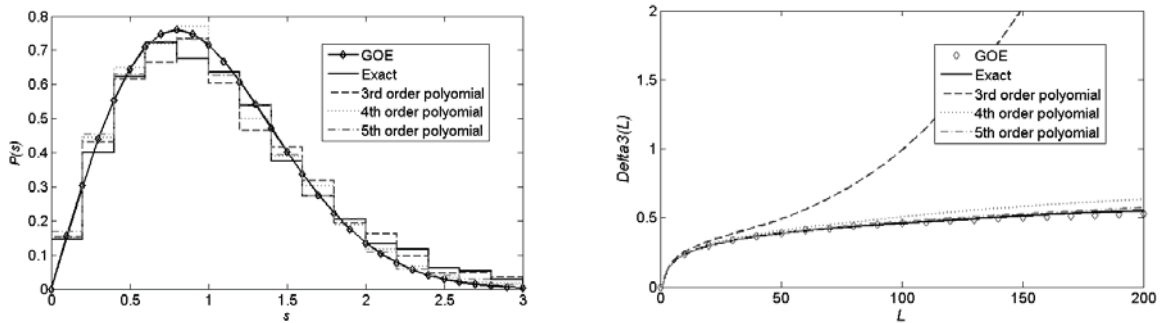 0.8
0.7
0.6
0.5
0.4
0.3
0.2
0.1
0
P(s)
0 0.5 1 1.5 2 2.5 3
s
GOE
Exact
3rd order polyomial
4th order polyomial
5th order polyomial
2
1.5
1
0.5
0
Delta3(L)
0 50 100 150 200
L
GOE
Exact
3rd order polyomial
4th order polyomial
5th order polyomial